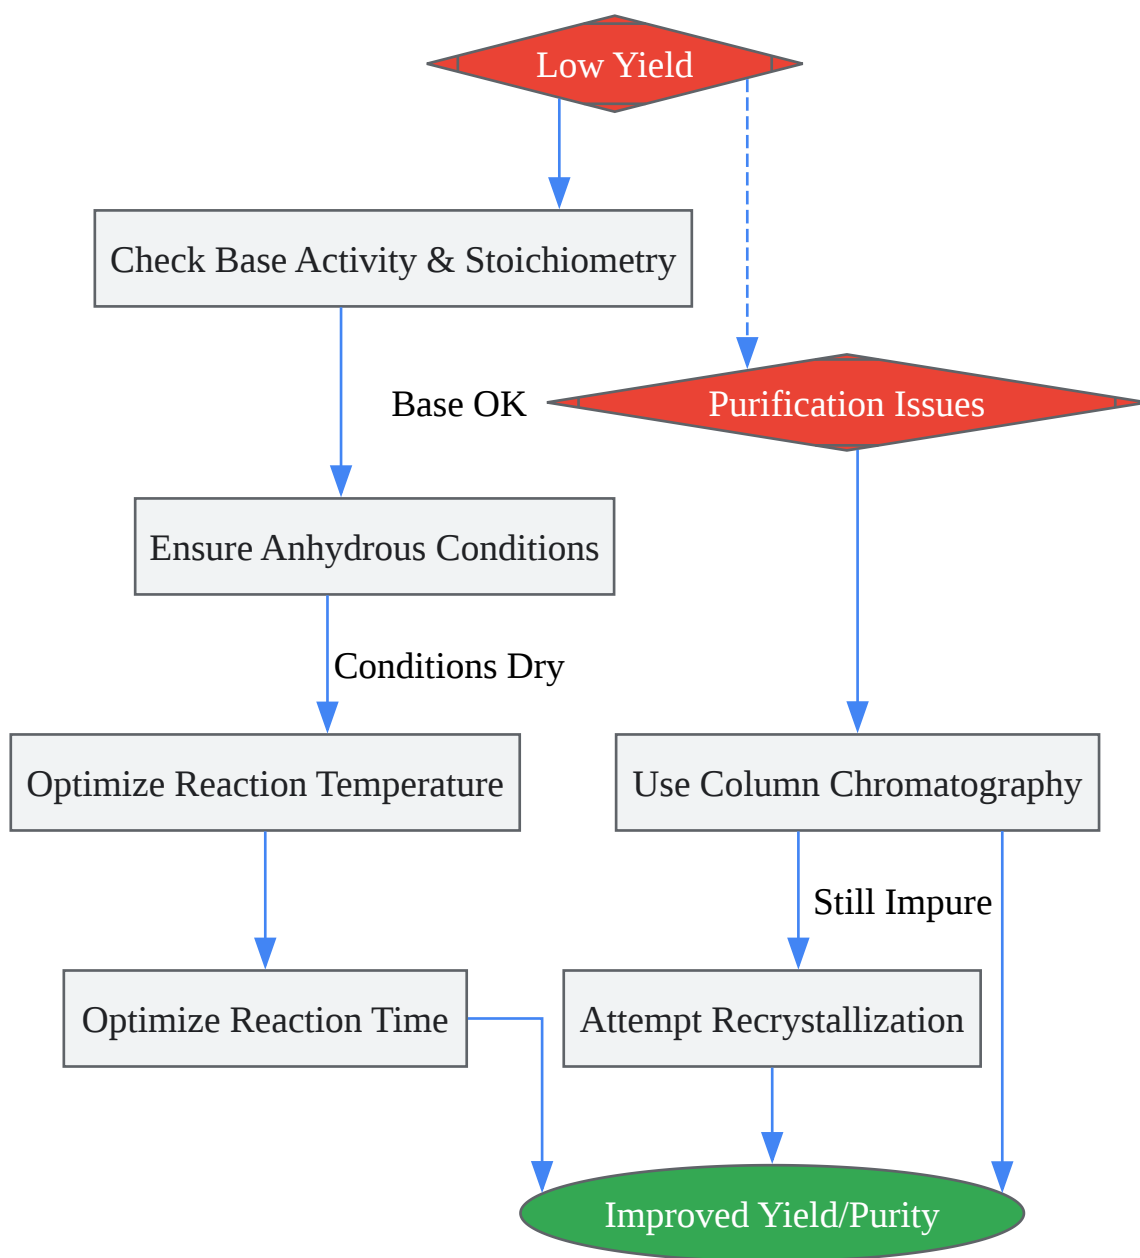 Low Yield
Check Base Activity & Stoichiometry
Base OK
Purification Issues
Ensure Anhydrous Conditions
Conditions Dry
Optimize Reaction Temperature
Use Column Chromatography
Still Impure
Optimize Reaction Time
Attempt Recrystallization
Improved Yield/Purity